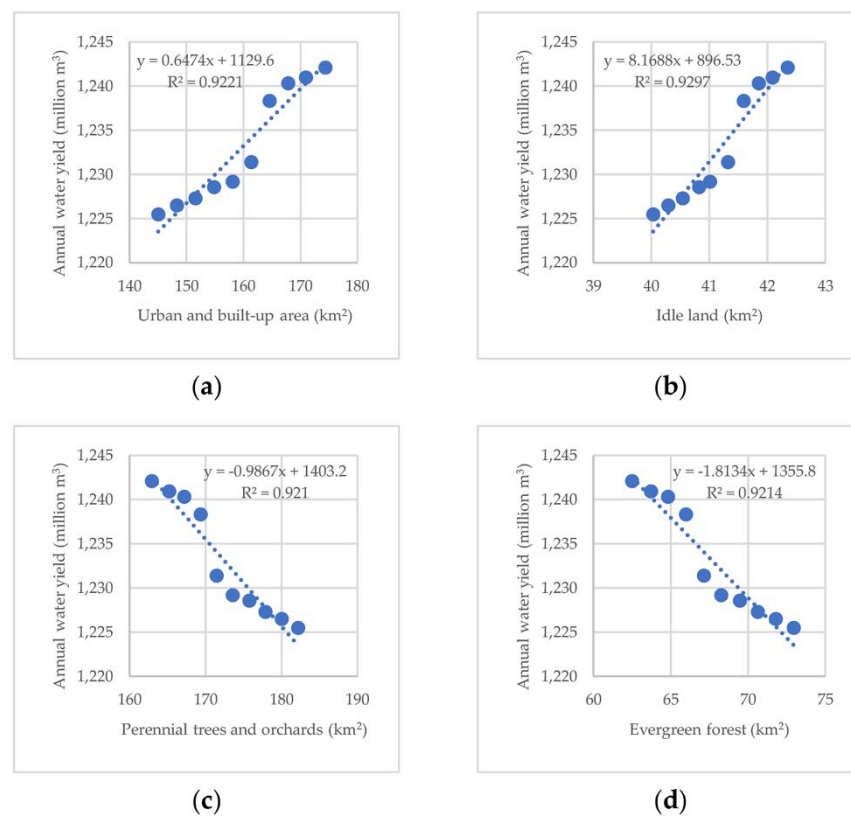 Annual water yield (million m³)
1,245
1,240
1,235
1,230
1,225
1,220
y = 0.6474x + 1129.6
R² = 0.9221
140 150 160 170 180
Urban and built-up area (km²)
(a)
Annual water yield (million m³)
1,245
1,240
1,235
1,230
1,225
1,220
y = 8.1688x + 896.53
R² = 0.9297
39 40 41 42 43
Idle land (km²)
(b)
Annual water yield (million m³)
1,245
1,240
1,235
1,230
1,225
1,220
y = -0.9867x + 1403.2
R² = 0.921
160 170 180 190
Perennial trees and orchards (km²)
(c)
Annual water yield (million m³)
1,245
1,240
1,235
1,230
1,225
1,220
y = -1.8134x + 1355.8
R² = 0.9214
60 65 70 75
Evergreen forest (km²)
(d)